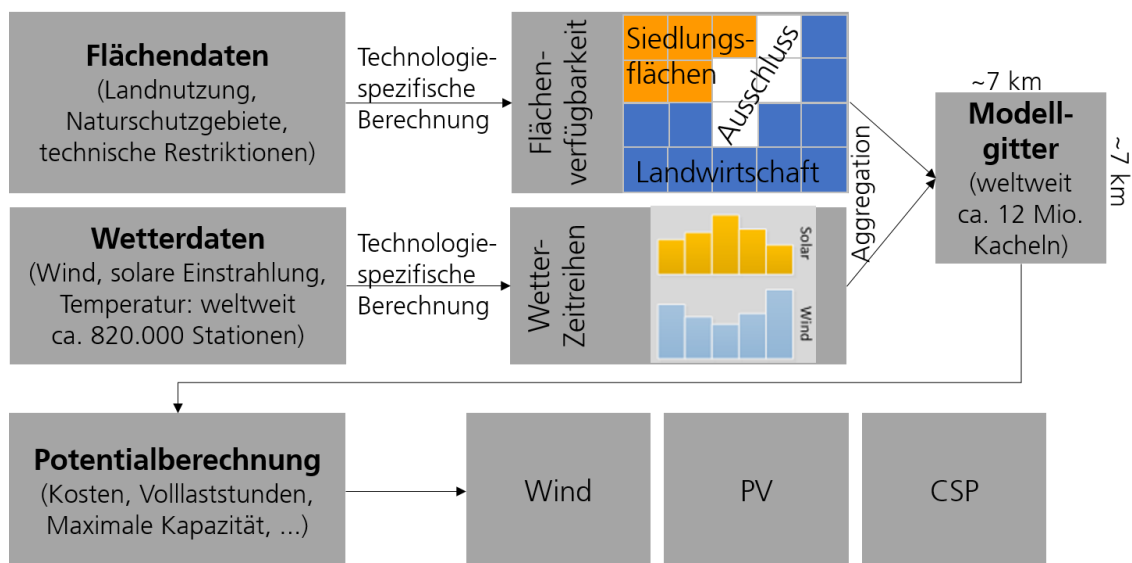 Flächendaten
(Landnutzung,
Naturschutzgebiete,
technische Restriktionen)
Technologie-
spezifische
Berechnung
Flächen-
verfügbarkeit
Siedlungs-
flächen
Ausschluss
Landwirtschaft
Wetterdaten
(Wind, solare Einstrahlung,
Temperatur: weltweit
ca. 820.000 Stationen)
Technologie-
spezifische
Berechnung
Wetter-
Zeitreihen
Solar
Wind
Aggregation
~7 km
Modell-
gitter
(weltweit
ca. 12 Mio.
Kacheln)
~7 km
Potentialberechnung
(Kosten, Volllaststunden,
Maximale Kapazität, ...)
Wind
PV
CSP